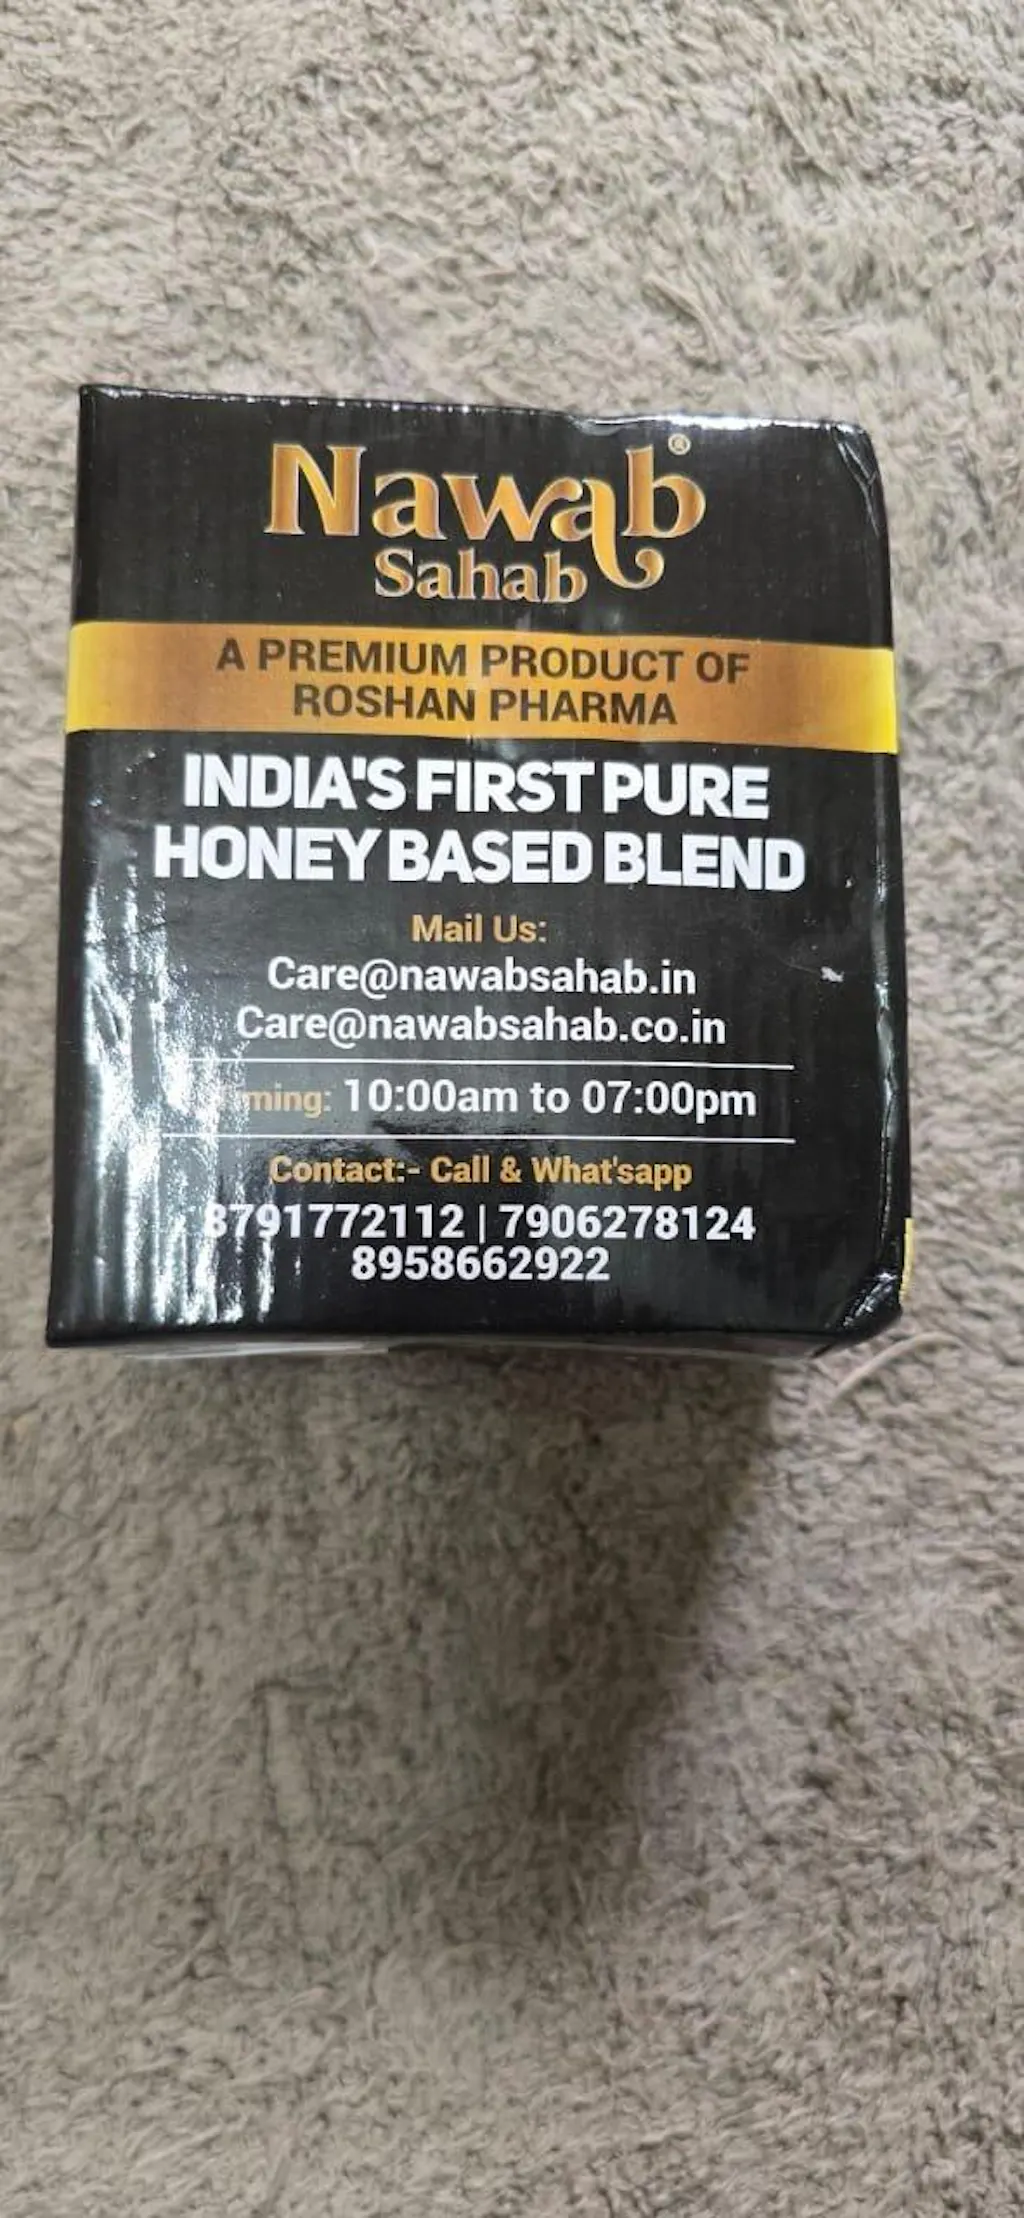 Nawab®
Sahab
A PREMIUM PRODUCT OF
ROSHAN PHARMA
INDIA'S FIRST PURE
HONEY BASED BLEND
Mail Us:
Care@nawabsahab.in
Care@nawabsahab.co.in
10:00am to 07:00pm
Contact:- Call & What'sapp
8791772112 | 7906278124
8958662922